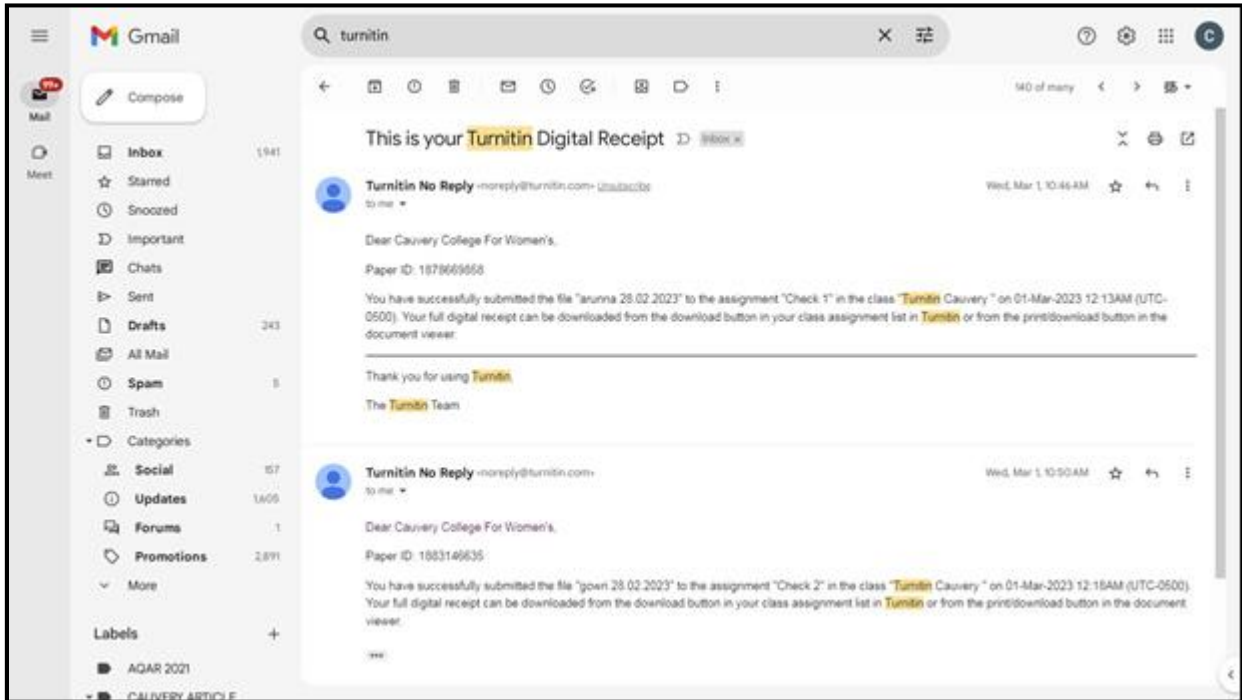 Gmail
turnitin
C
99+
Mail
Meet
Compose
Inbox 1,941
Starred
Snoozed
Important
Chats
Sent
Drafts 243
All Mail
Spam 5
Trash
Categories
Social 157
Updates 1,605
Forums 1
Promotions 2,891
More
Labels +
AQAR 2021
CAUVERY ARTICLE
140 of many
This is your Turnitin Digital Receipt Inbox x
Turnitin No Reply <noreply@turnitin.com> Unsubscribe Wed, Mar 1, 10:46 AM
to me
Dear Cauvery College For Women's,
Paper ID: 1878669858
You have successfully submitted the file "arunna 28.02.2023" to the assignment "Check 1" in the class "Turnitin Cauvery " on 01-Mar-2023 12:13AM (UTC-
0500). Your full digital receipt can be downloaded from the download button in your class assignment list in Turnitin or from the print/download button in the
document viewer.
Thank you for using Turnitin,
The Turnitin Team
Turnitin No Reply <noreply@turnitin.com> Wed, Mar 1, 10:50 AM
to me
Dear Cauvery College For Women's,
Paper ID: 1883146635
You have successfully submitted the file "gowri 28.02.2023" to the assignment "Check 2" in the class "Turnitin Cauvery " on 01-Mar-2023 12:18AM (UTC-0500).
Your full digital receipt can be downloaded from the download button in your class assignment list in Turnitin or from the print/download button in the document
viewer.